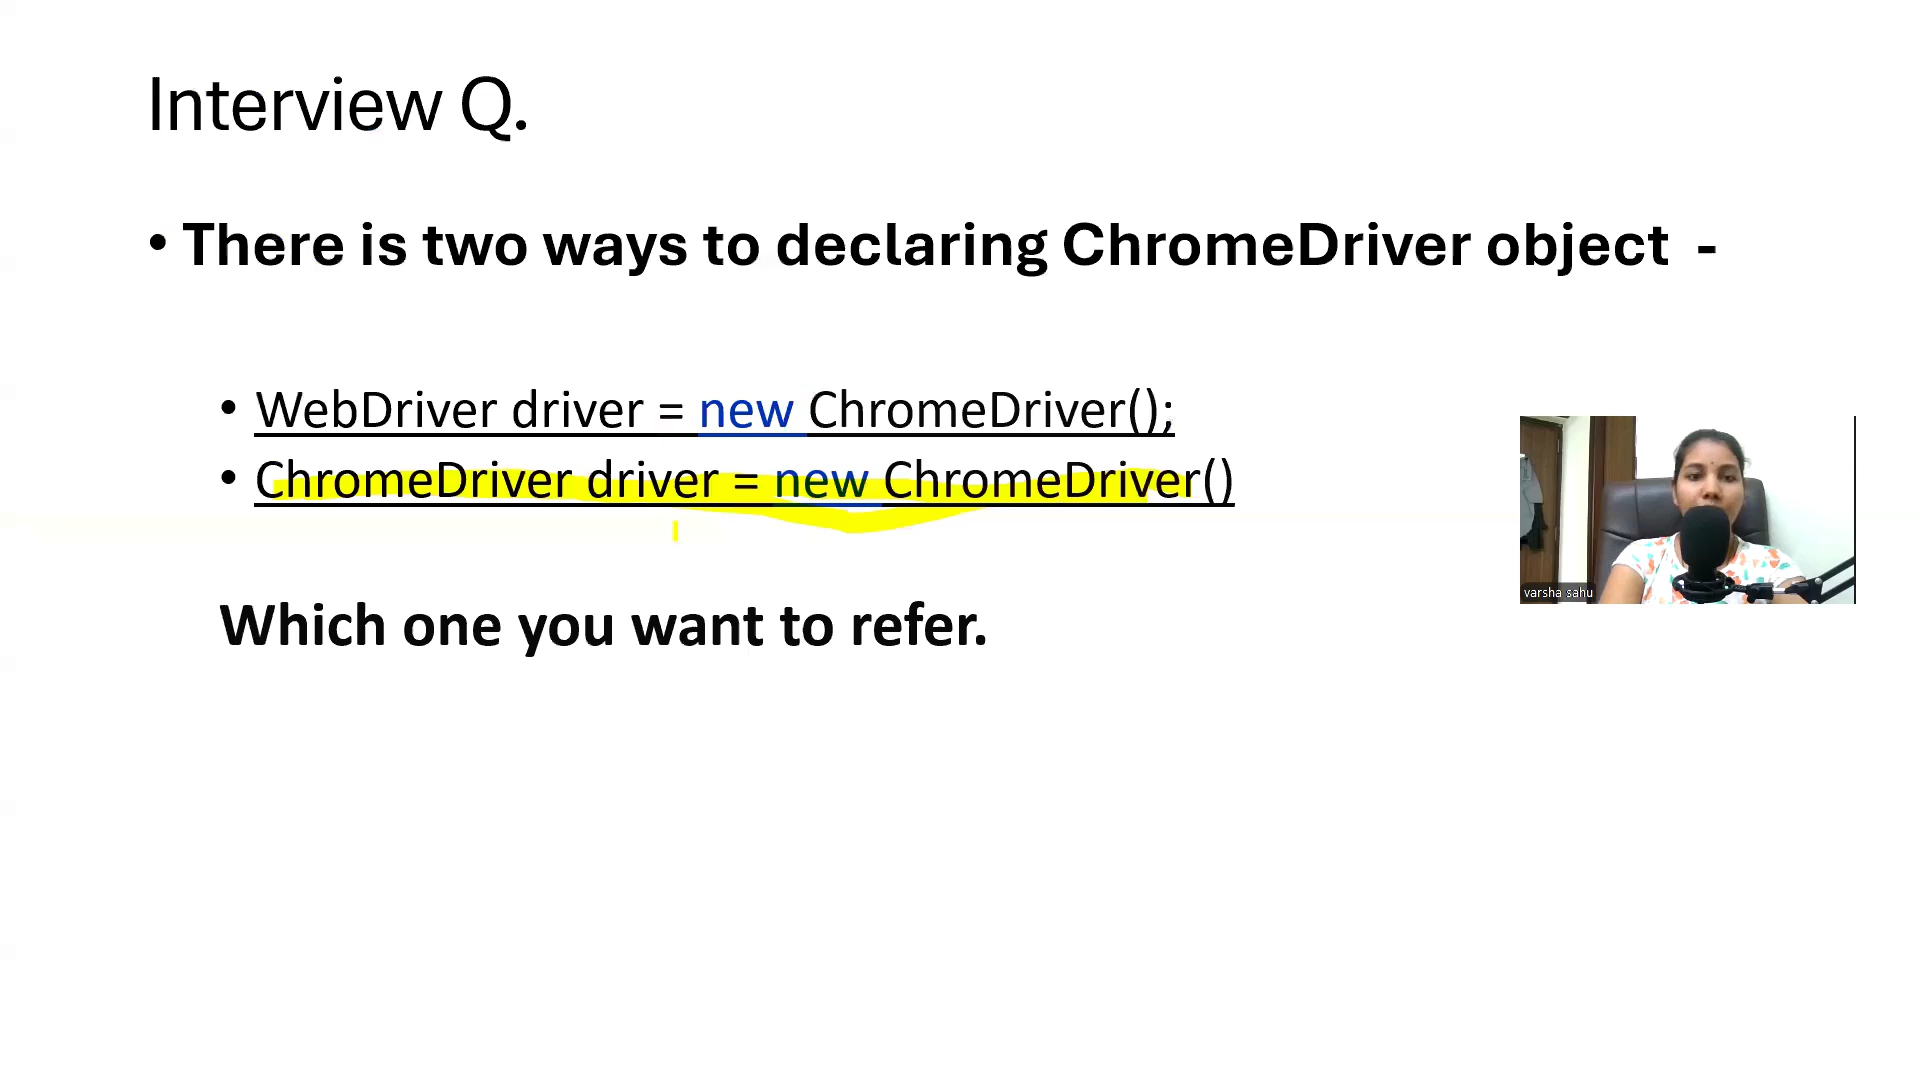 Interview Q.
• There is two ways to declaring ChromeDriver object -
• WebDriver driver = new ChromeDriver();
• ChromeDriver driver = new ChromeDriver()
varsha sahu
Which one you want to refer.